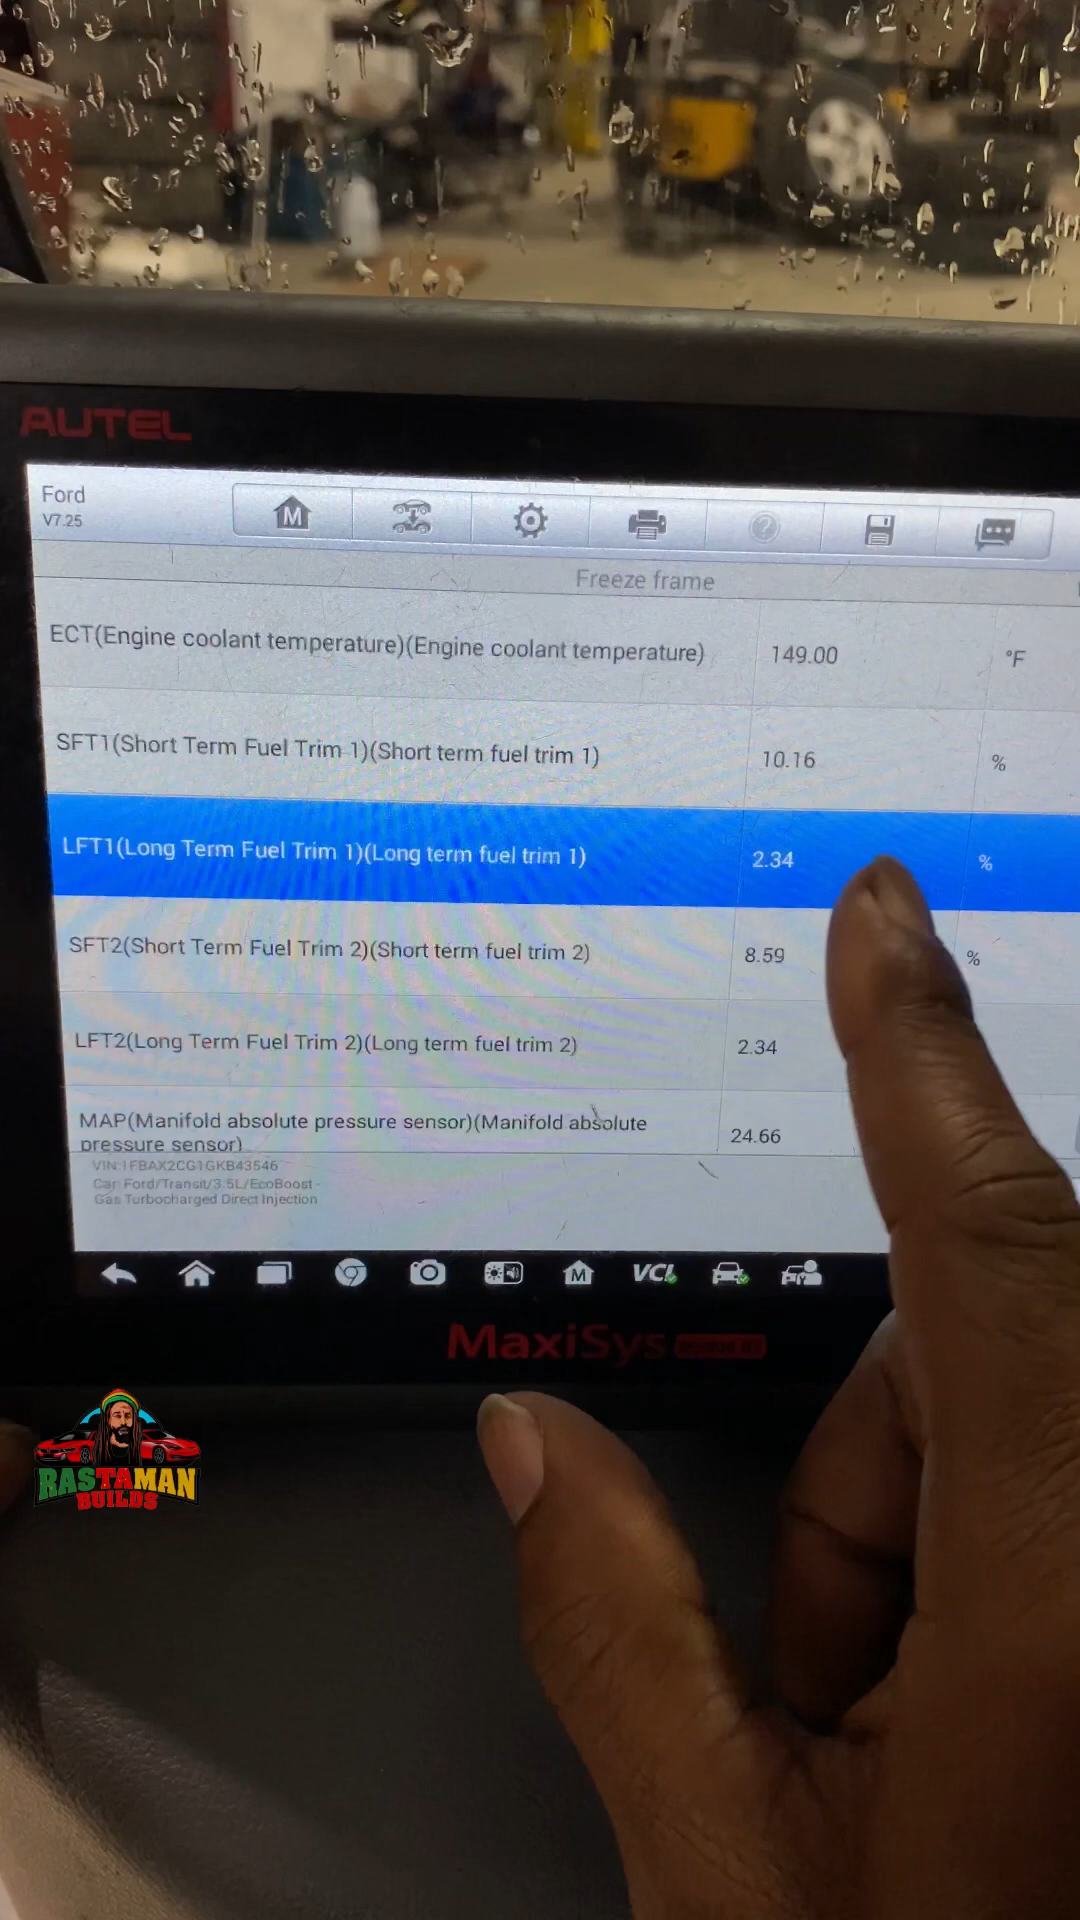 AUTEL
Ford
V7.25
M
?
Freeze frame
ECT(Engine coolant temperature)(Engine coolant temperature) 149.00 °F
SFT1(Short Term Fuel Trim 1)(Short term fuel trim 1) 10.16 %
LFT1(Long Term Fuel Trim 1)(Long term fuel trim 1) 2.34 %
SFT2(Short Term Fuel Trim 2)(Short term fuel trim 2) 8.59 %
LFT2(Long Term Fuel Trim 2)(Long term fuel trim 2) 2.34
MAP(Manifold absolute pressure sensor)(Manifold absolute 24.66
pressure sensor)
VIN:1FBAX2CG1GKB43546
Car: Ford/Transit/3.5L/EcoBoost -
Gas Turbocharged Direct Injection
M VCI
MaxiSys
RASTAMAN
BUILDS